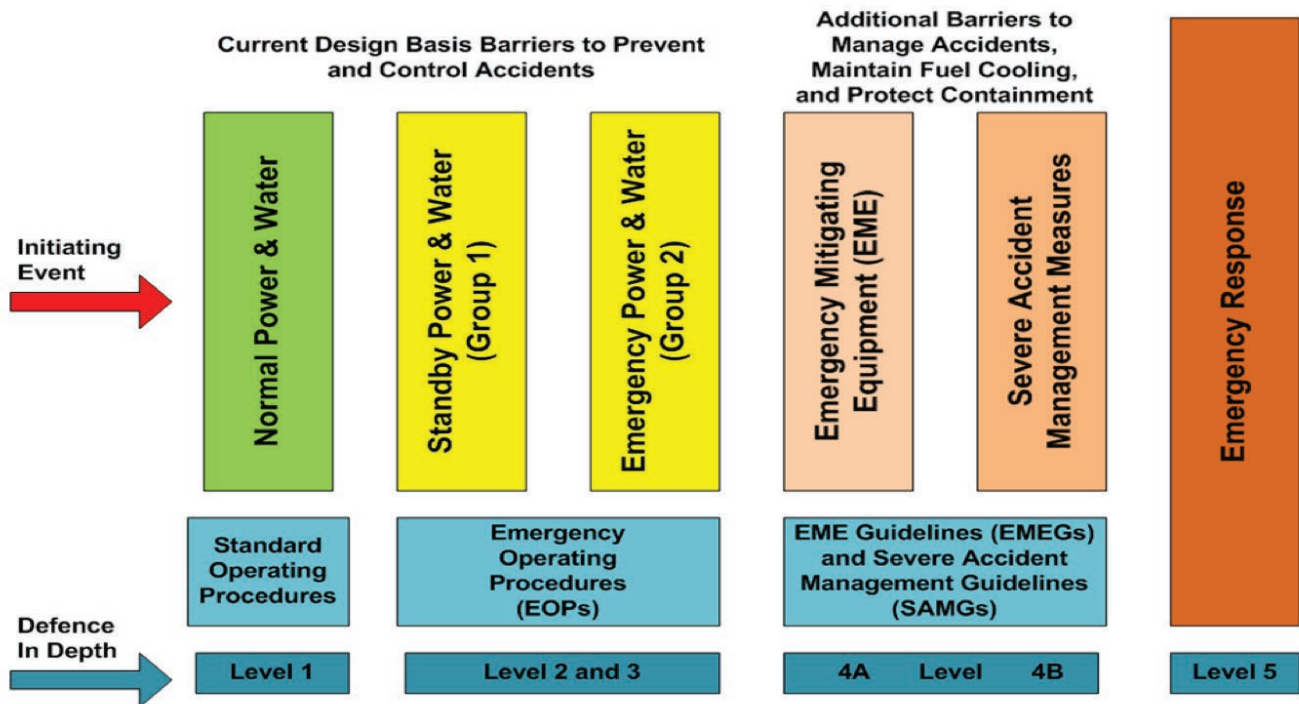 Current Design Basis Barriers to Prevent
and Control Accidents
Additional Barriers to
Manage Accidents,
Maintain Fuel Cooling,
and Protect Containment
Initiating
Event
Normal Power & Water
Standby Power & Water
(Group 1)
Emergency Power & Water
(Group 2)
Emergency Mitigating
Equipment (EME)
Severe Accident
Management Measures
Emergency Response
Standard
Operating
Procedures
Emergency
Operating
Procedures
(EOPs)
EME Guidelines (EMEGs)
and Severe Accident
Management Guidelines
(SAMGs)
Defence
In Depth
Level 1
Level 2 and 3
4A Level 4B
Level 5